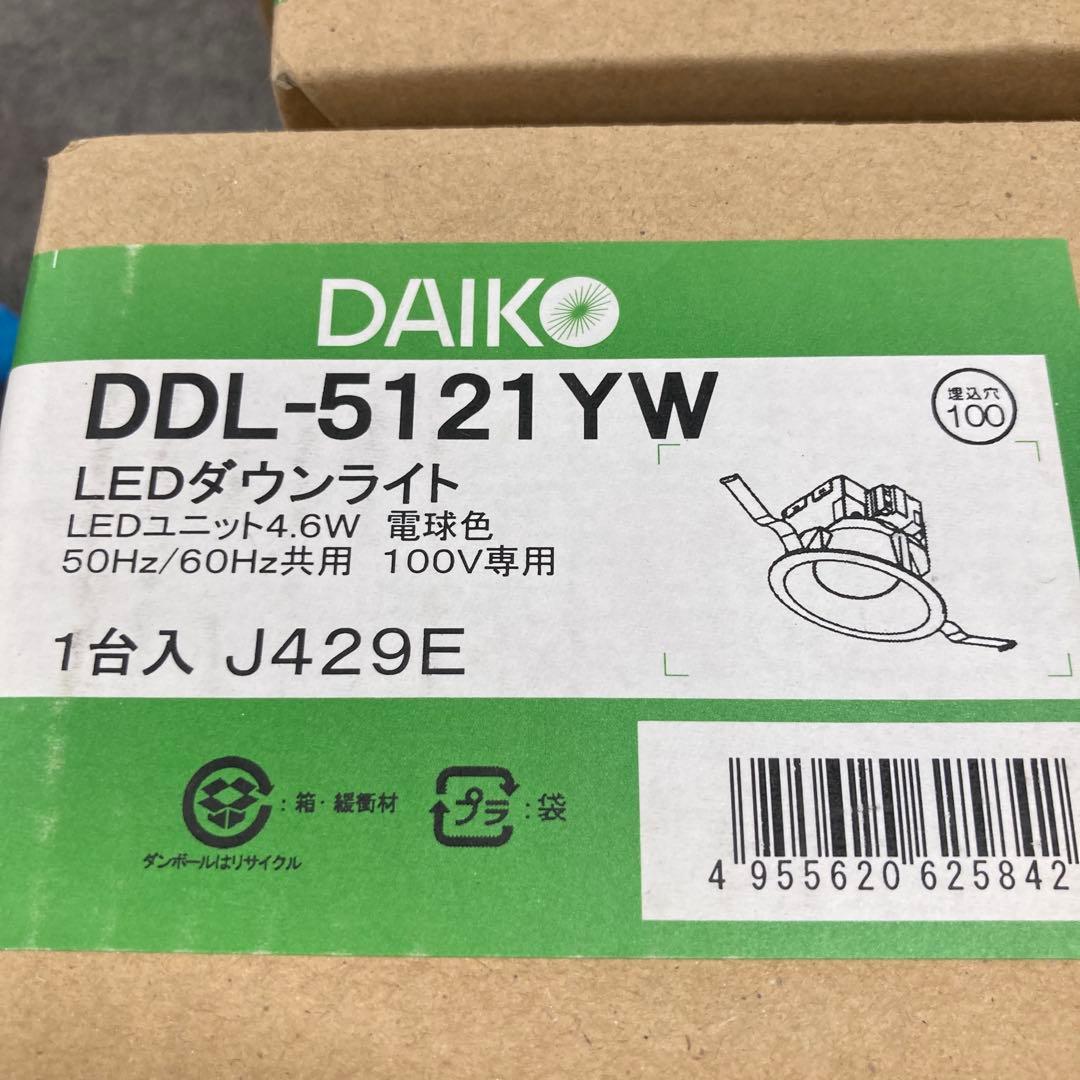 DAIKO
DDL-5121YW
埋込穴
100
LEDダウンライト
LEDユニット4.6W 電球色
50Hz/60Hz共用 100V専用
1台入 J429E
:箱・緩衝材
ダンボールはリサイクル
プラ :袋
4 955620 625842